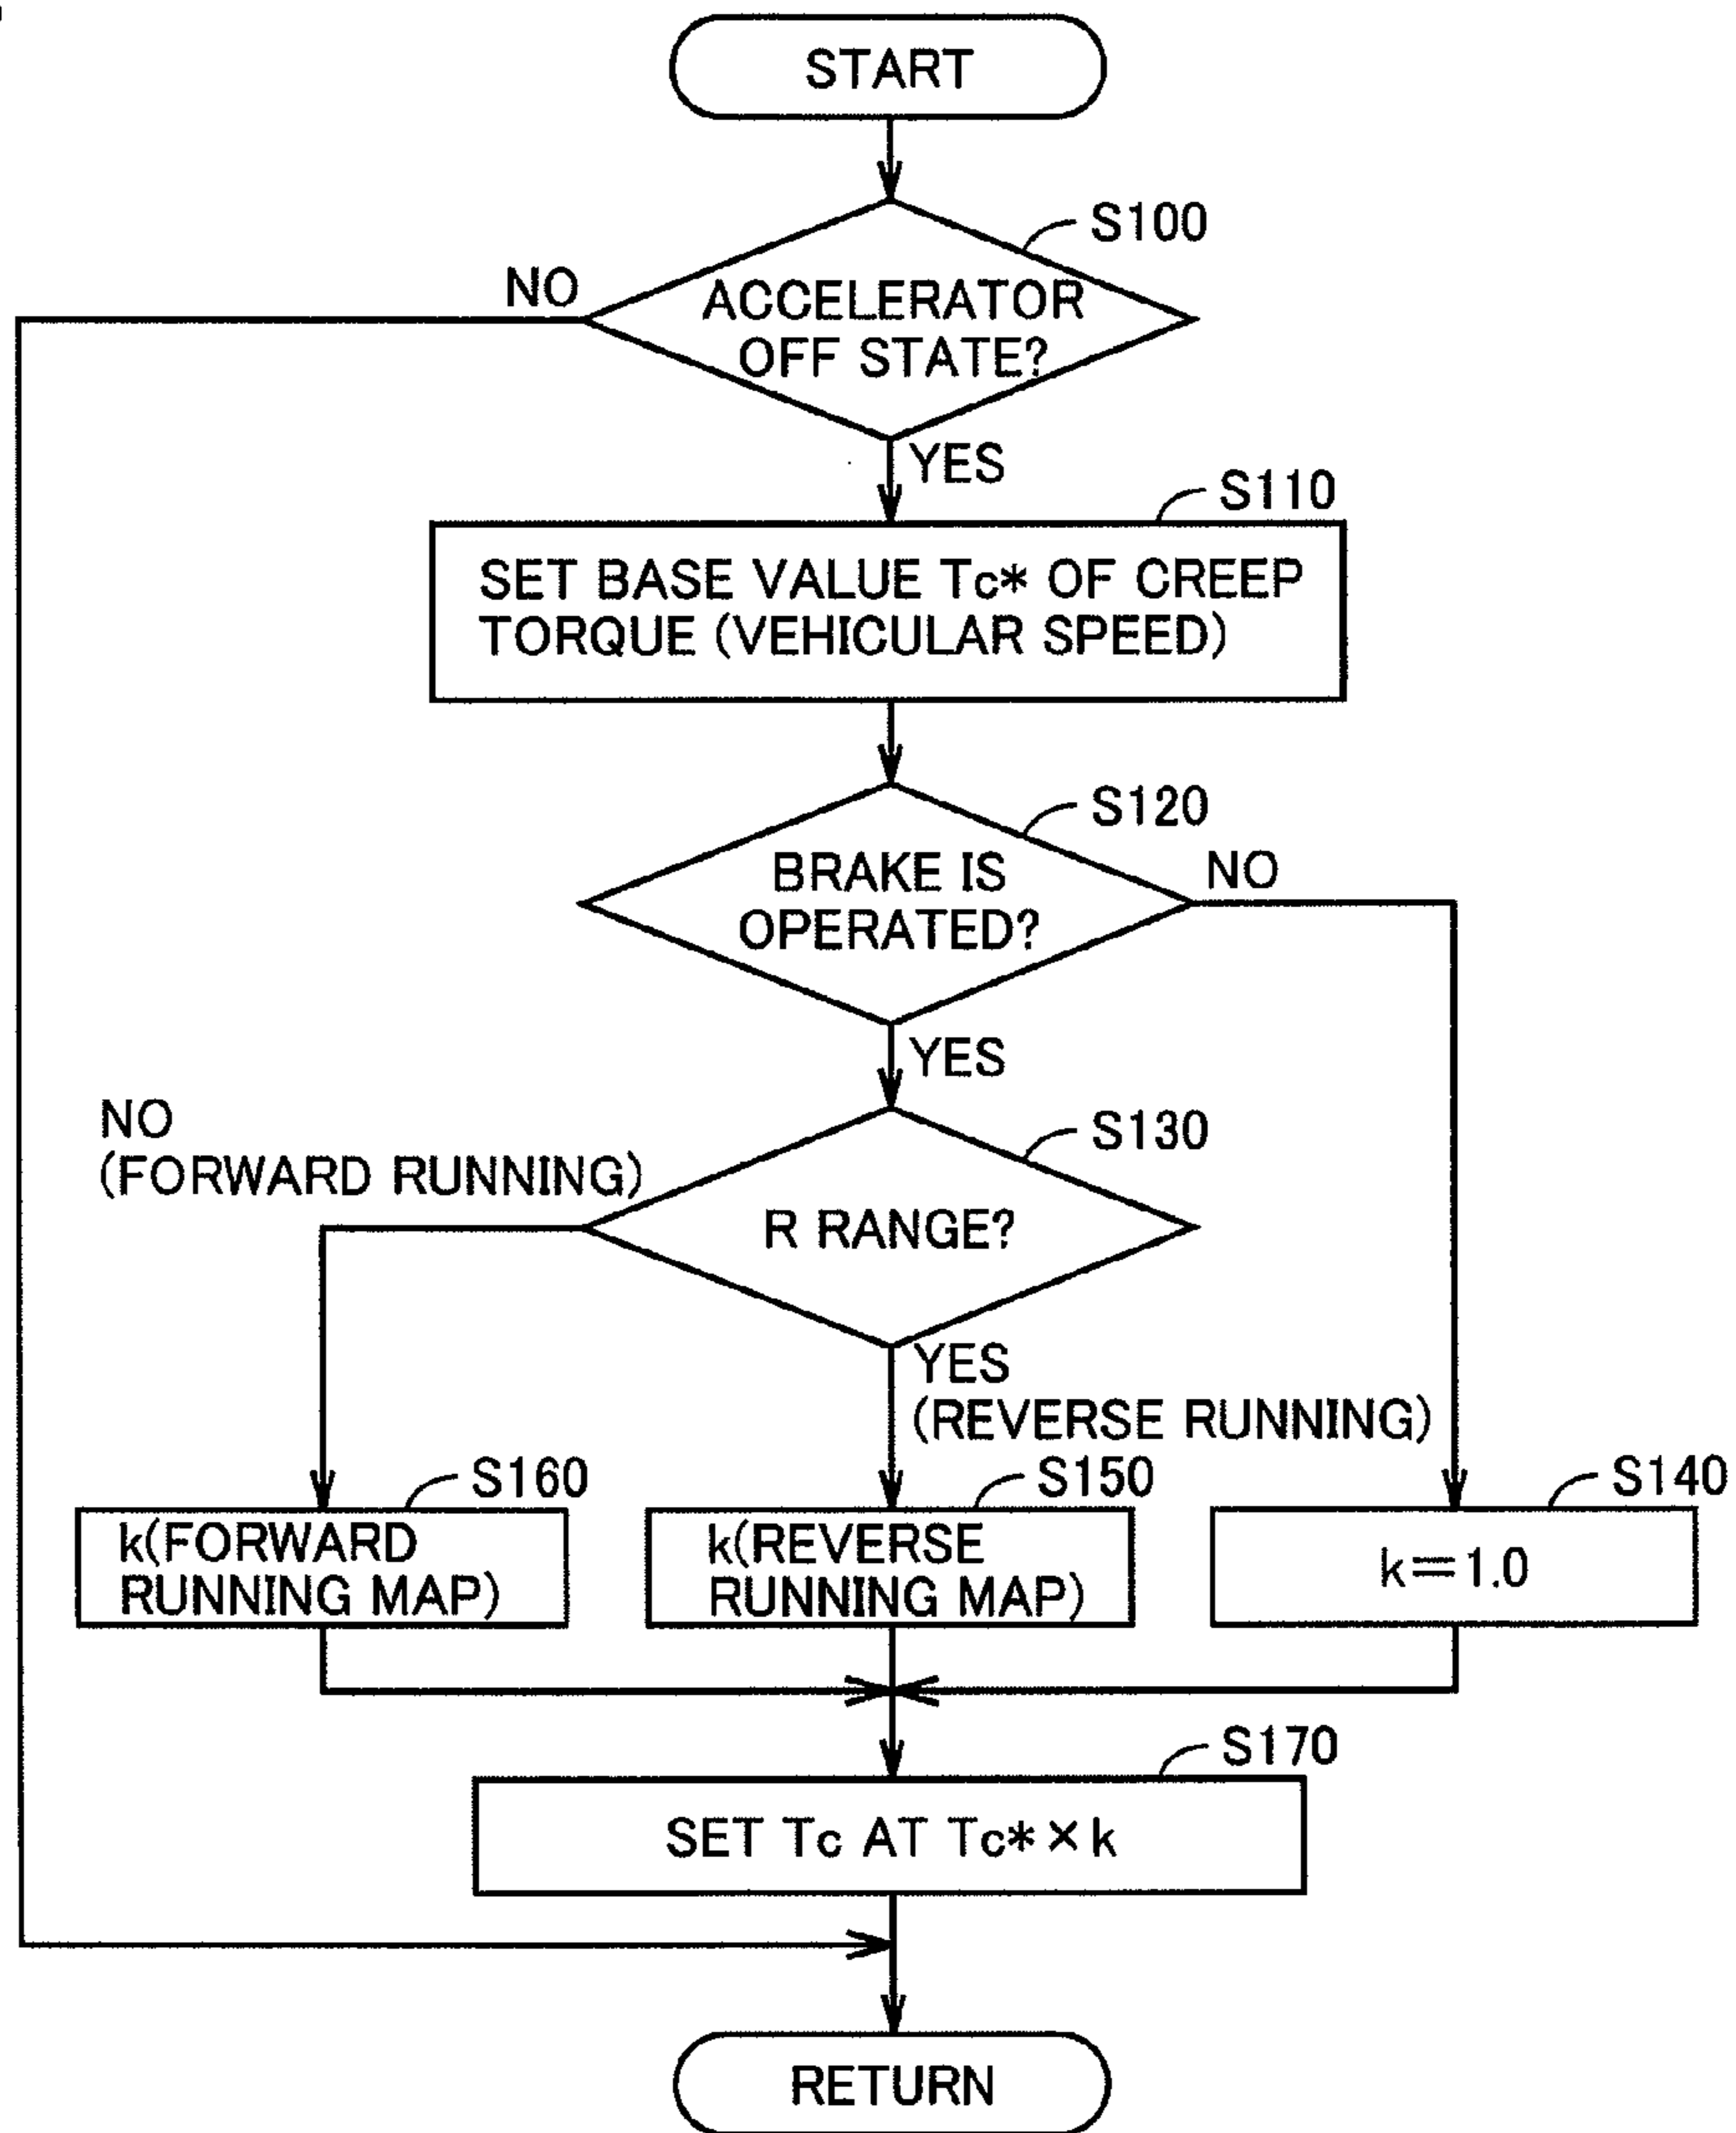 START
S100
NO
ACCELERATOR
OFF STATE?
YES
S110
SET BASE VALUE Tc* OF CREEP
TORQUE (VEHICULAR SPEED)
S120
BRAKE IS
OPERATED?
NO
YES
NO
(FORWARD RUNNING)
S130
R RANGE?
YES
(REVERSE RUNNING)
S160
S150
S140
k(FORWARD
RUNNING MAP)
k(REVERSE
RUNNING MAP)
k=1.0
S170
SET Tc AT Tc*×k
RETURN